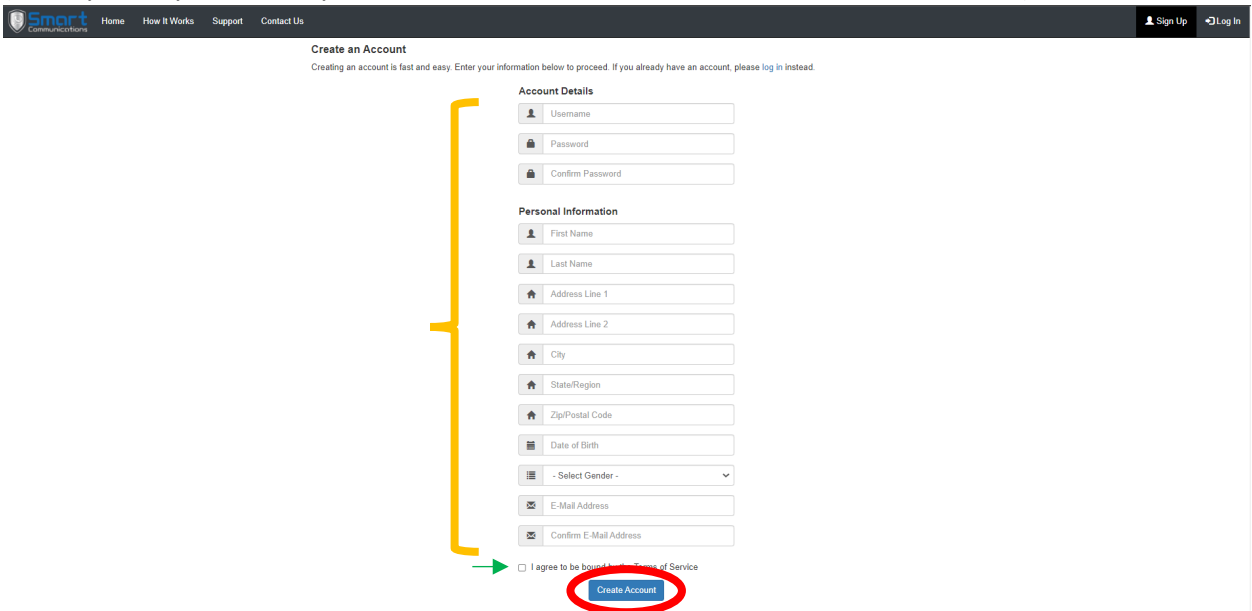 Smart
Communications
Home How It Works Support Contact Us
Sign Up Log In
Create an Account
Creating an account is fast and easy. Enter your information below to proceed. If you already have an account, please log in instead.
Account Details
Username
Password
Confirm Password
Personal Information
First Name
Last Name
Address Line 1
Address Line 2
City
State/Region
Zip/Postal Code
Date of Birth
- Select Gender -
E-Mail Address
Confirm E-Mail Address
I agree to be bound by the Terms of Service
Create Account